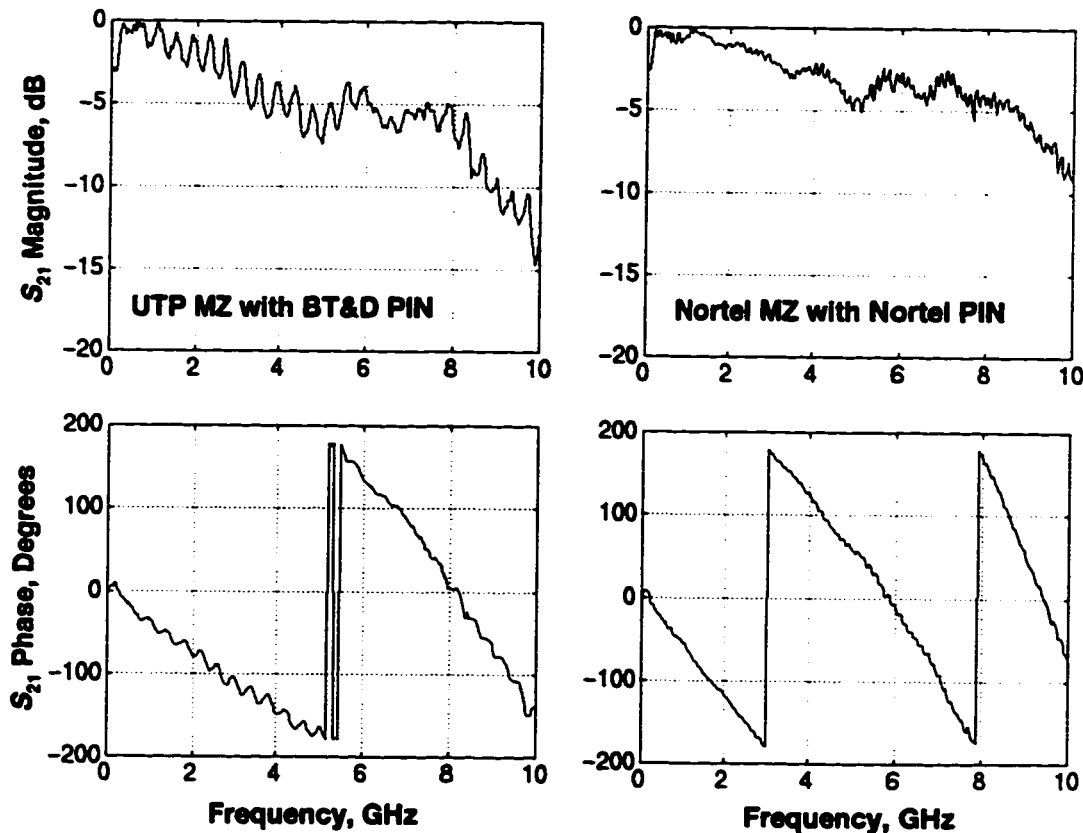 0
-5
-10
-15
-20
S21 Magnitude, dB
UTP MZ with BT&D PIN
0 2 4 6 8 10
0
-5
-10
-15
-20
Nortel MZ with Nortel PIN
0 2 4 6 8 10
200
100
0
-100
-200
S21 Phase, Degrees
0 2 4 6 8 10
Frequency, GHz
200
100
0
-100
-200
0 2 4 6 8 10
Frequency, GHz